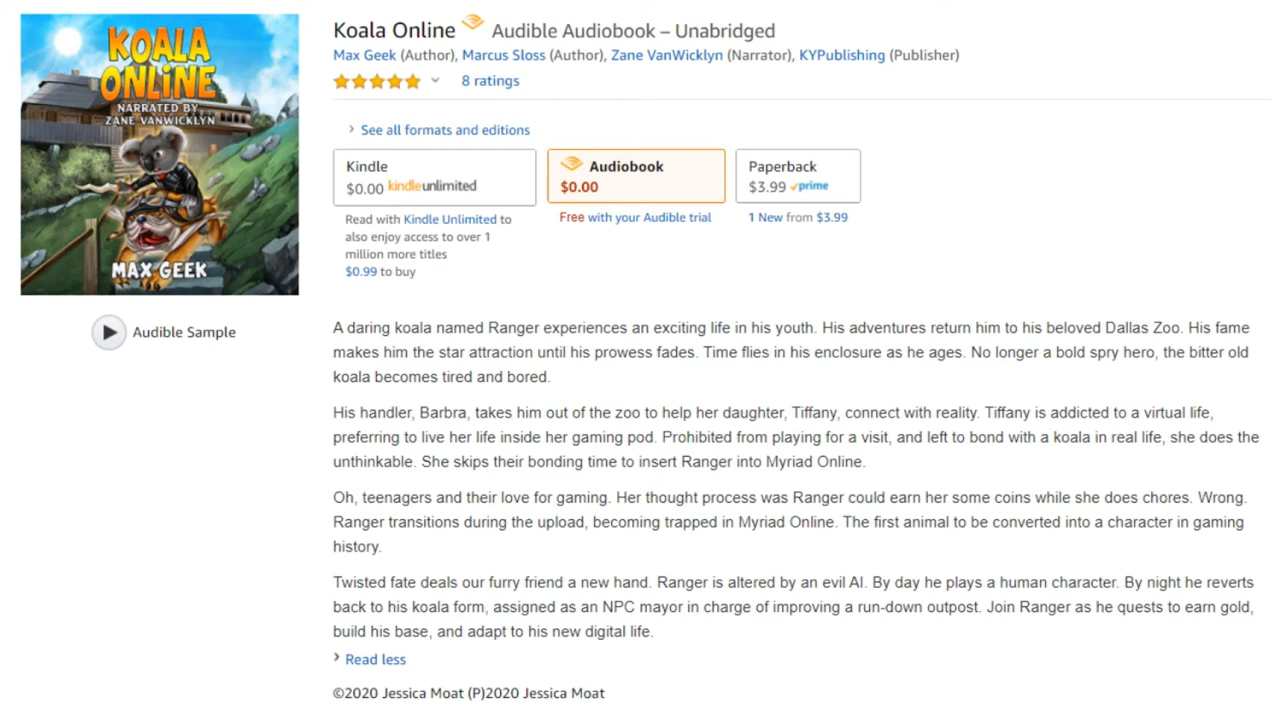 KOALA
ONLINE
NARRATED BY
ZANE VANWICKLYN
MAX GEEK
Audible Sample
Koala Online Audible Audiobook – Unabridged
Max Geek (Author), Marcus Sloss (Author), Zane VanWicklyn (Narrator), KYPublishing (Publisher)
8 ratings
See all formats and editions
Kindle
$0.00 kindleunlimited
Read with Kindle Unlimited to
also enjoy access to over 1
million more titles
$0.99 to buy
Audiobook
$0.00
Free with your Audible trial
Paperback
$3.99 prime
1 New from $3.99
A daring koala named Ranger experiences an exciting life in his youth. His adventures return him to his beloved Dallas Zoo. His fame
makes him the star attraction until his prowess fades. Time flies in his enclosure as he ages. No longer a bold spry hero, the bitter old
koala becomes tired and bored.
His handler, Barbra, takes him out of the zoo to help her daughter, Tiffany, connect with reality. Tiffany is addicted to a virtual life,
preferring to live her life inside her gaming pod. Prohibited from playing for a visit, and left to bond with a koala in real life, she does the
unthinkable. She skips their bonding time to insert Ranger into Myriad Online.
Oh, teenagers and their love for gaming. Her thought process was Ranger could earn her some coins while she does chores. Wrong.
Ranger transitions during the upload, becoming trapped in Myriad Online. The first animal to be converted into a character in gaming
history.
Twisted fate deals our furry friend a new hand. Ranger is altered by an evil AI. By day he plays a human character. By night he reverts
back to his koala form, assigned as an NPC mayor in charge of improving a run-down outpost. Join Ranger as he quests to earn gold,
build his base, and adapt to his new digital life.
Read less
©2020 Jessica Moat (P)2020 Jessica Moat